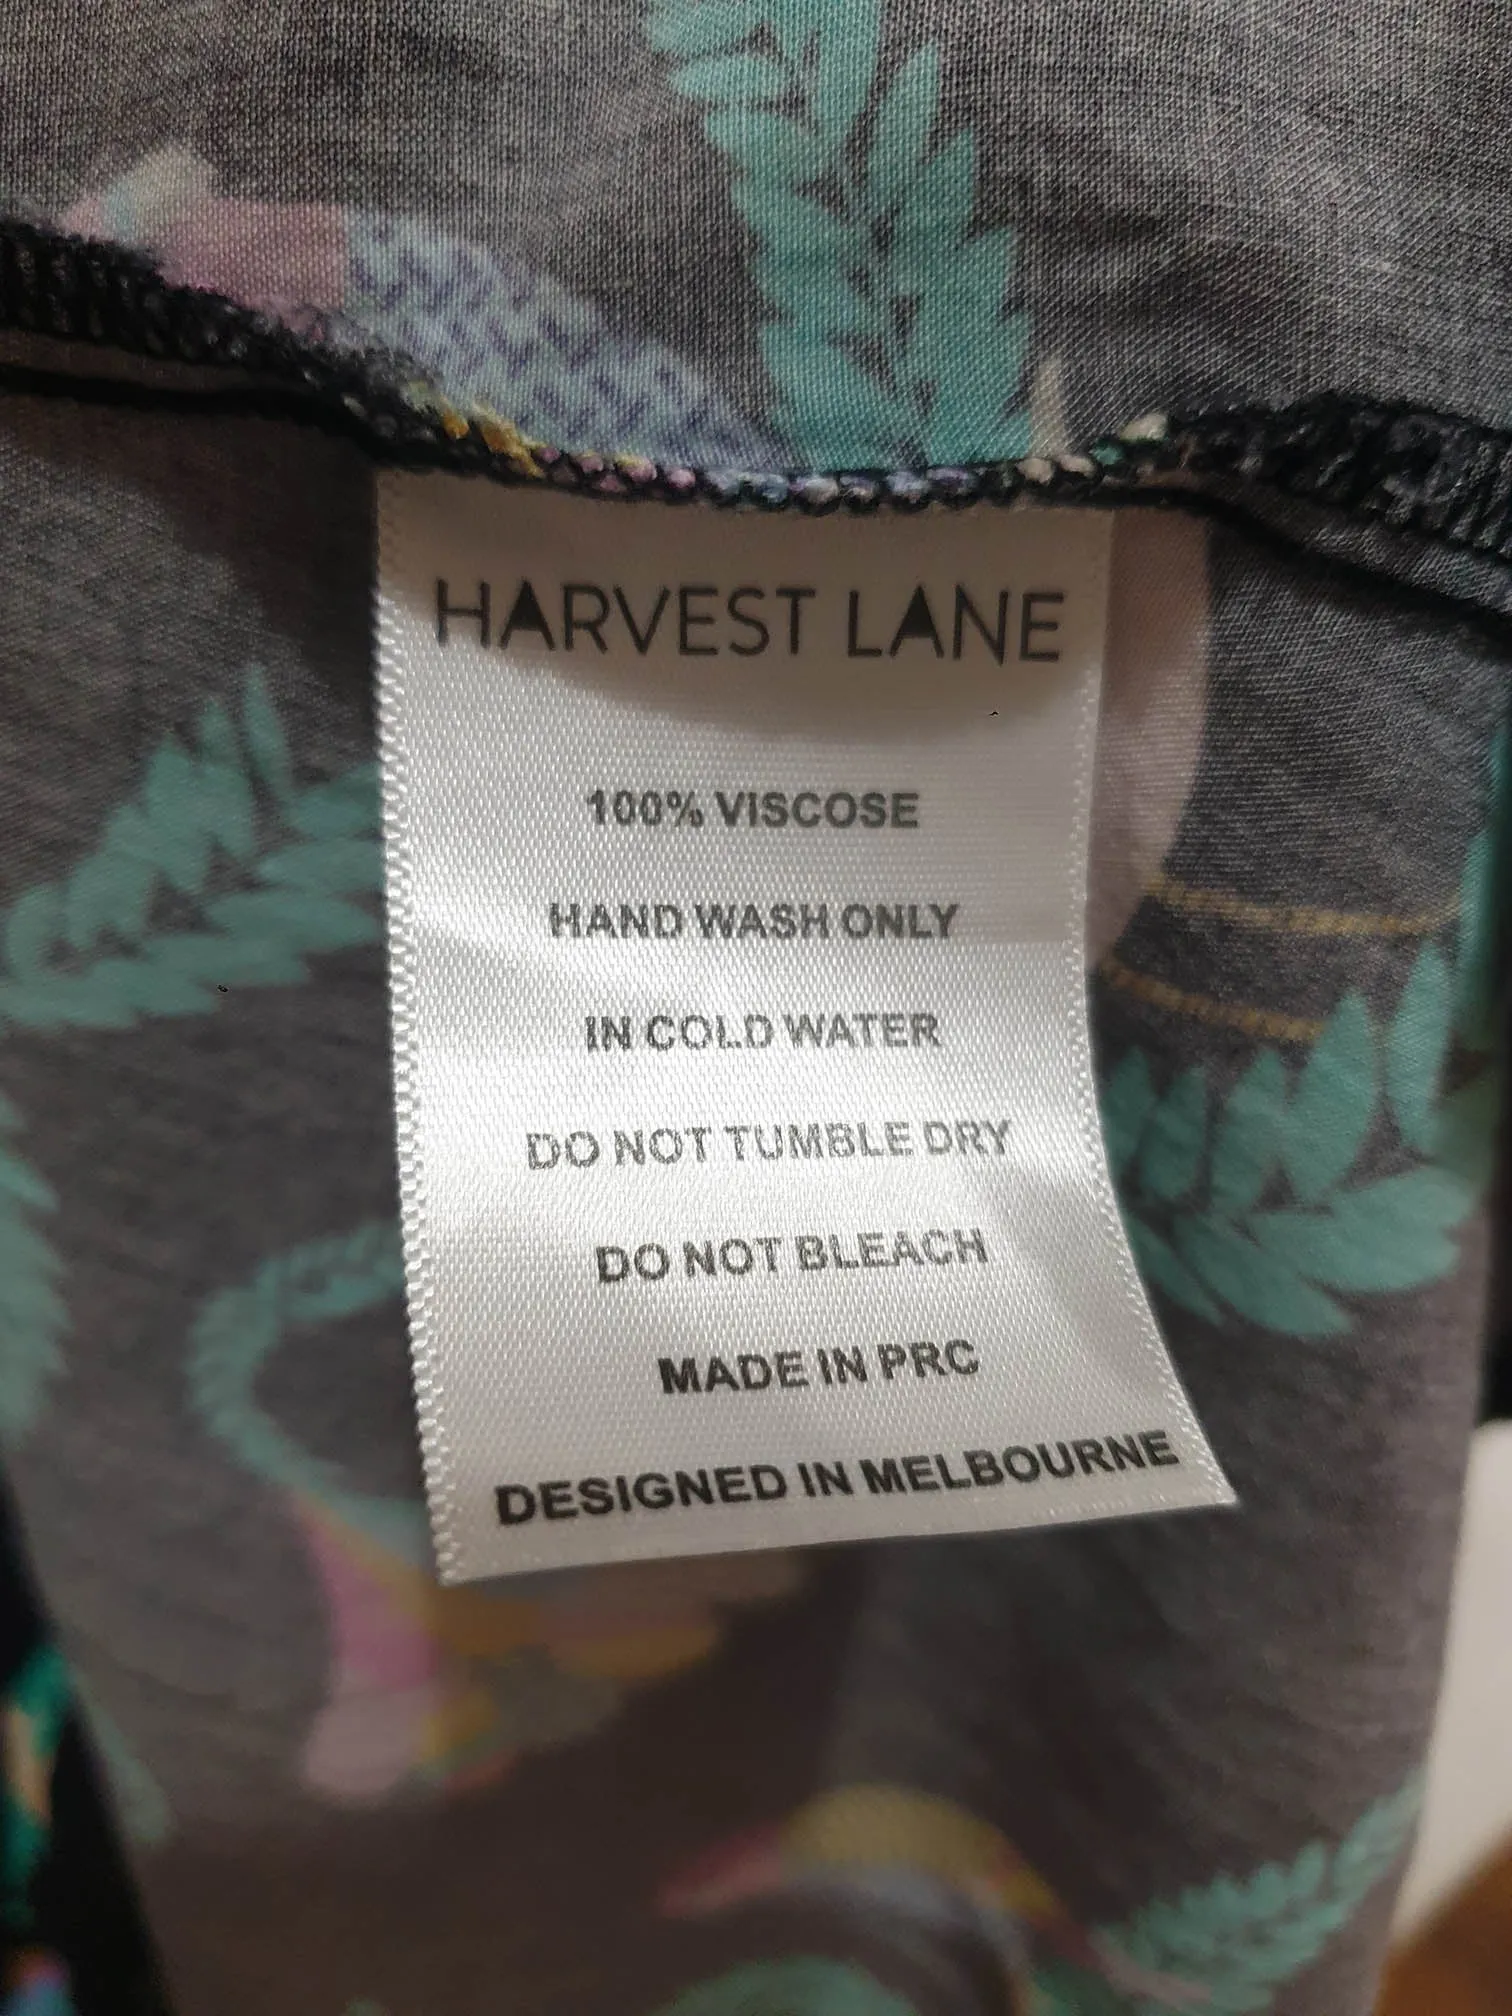 HARVEST LANE
100% VISCOSE
HAND WASH ONLY
IN COLD WATER
DO NOT TUMBLE DRY
DO NOT BLEACH
MADE IN PRC
DESIGNED IN MELBOURNE